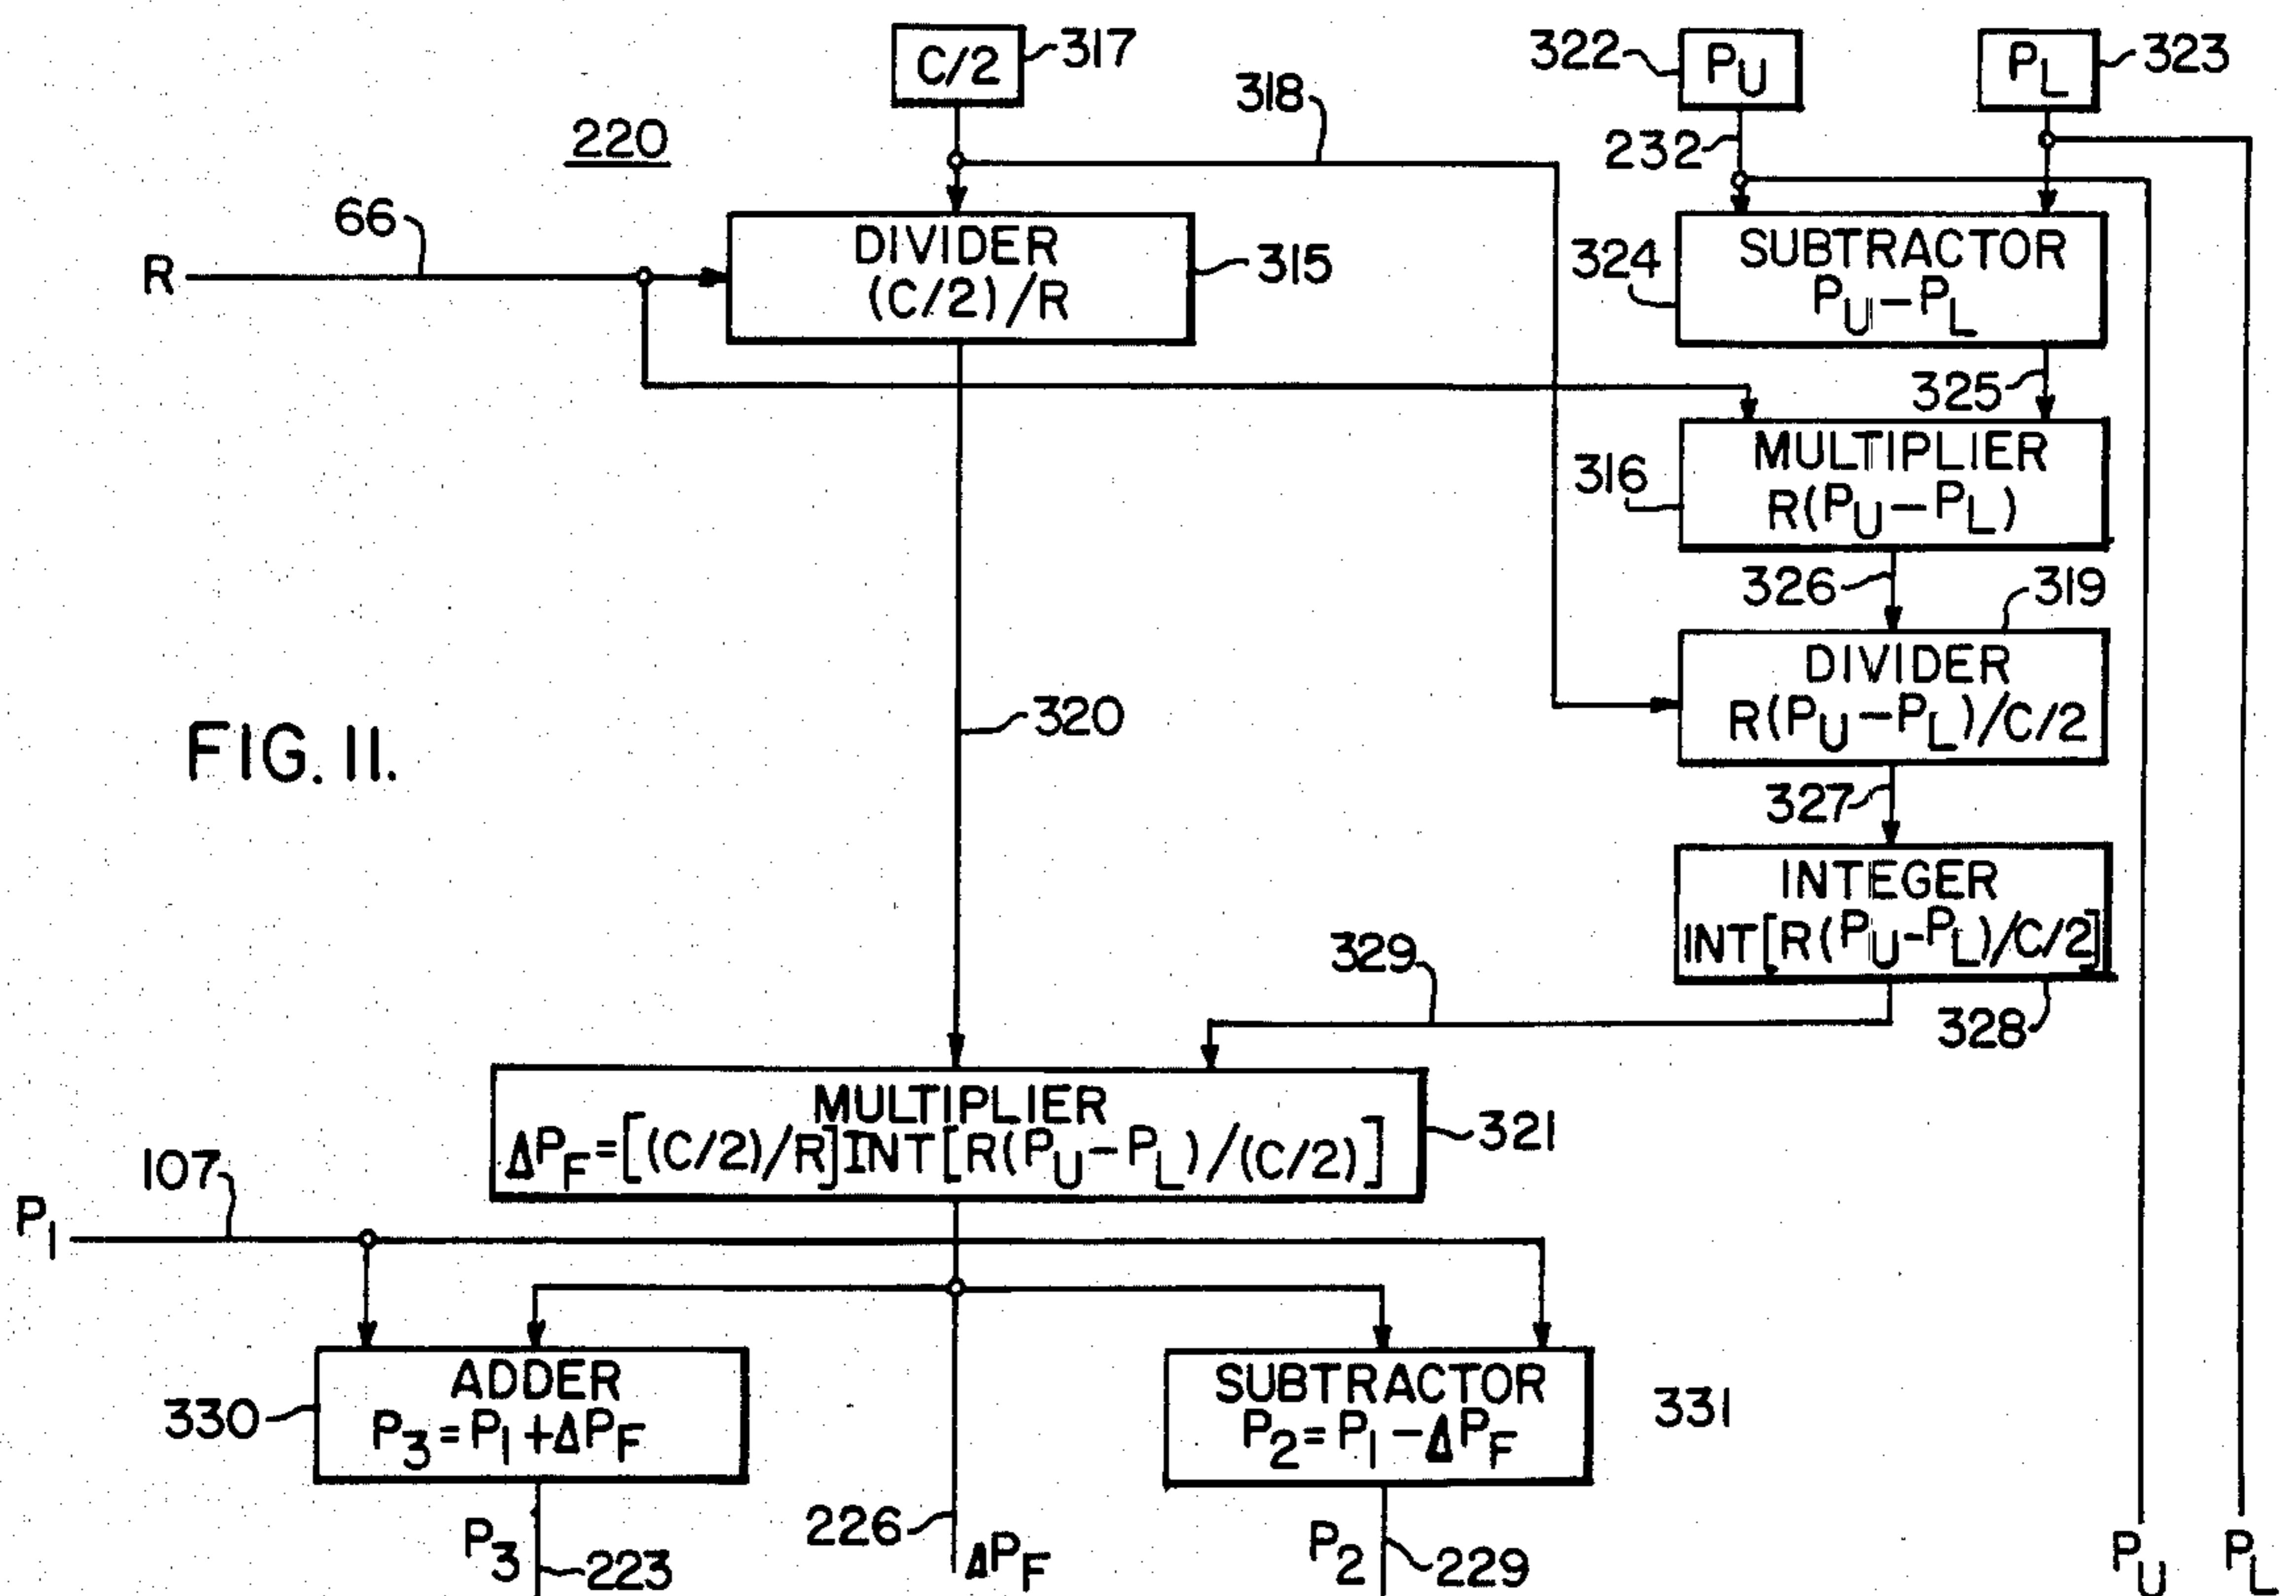 C/2
317
322
P_U
P_L
323
318
220
232
66
R
DIVIDER
(C/2)/R
315
324
SUBTRACTOR
P_U−P_L
325
316
MULTIPLIER
R(P_U−P_L)
326
319
DIVIDER
R(P_U−P_L)/C/2
320
FIG. 11.
327
INTEGER
INT[R(P_U−P_L)/C/2]
329
328
MULTIPLIER
ΔP_F=[(C/2)/R]INT[R(P_U−P_L)/(C/2)]
321
107
P_1
ADDER
P_3=P_1+ΔP_F
330
SUBTRACTOR
P_2=P_1−ΔP_F
331
P_3
223
226
ΔP_F
P_2
229
P_U
P_L